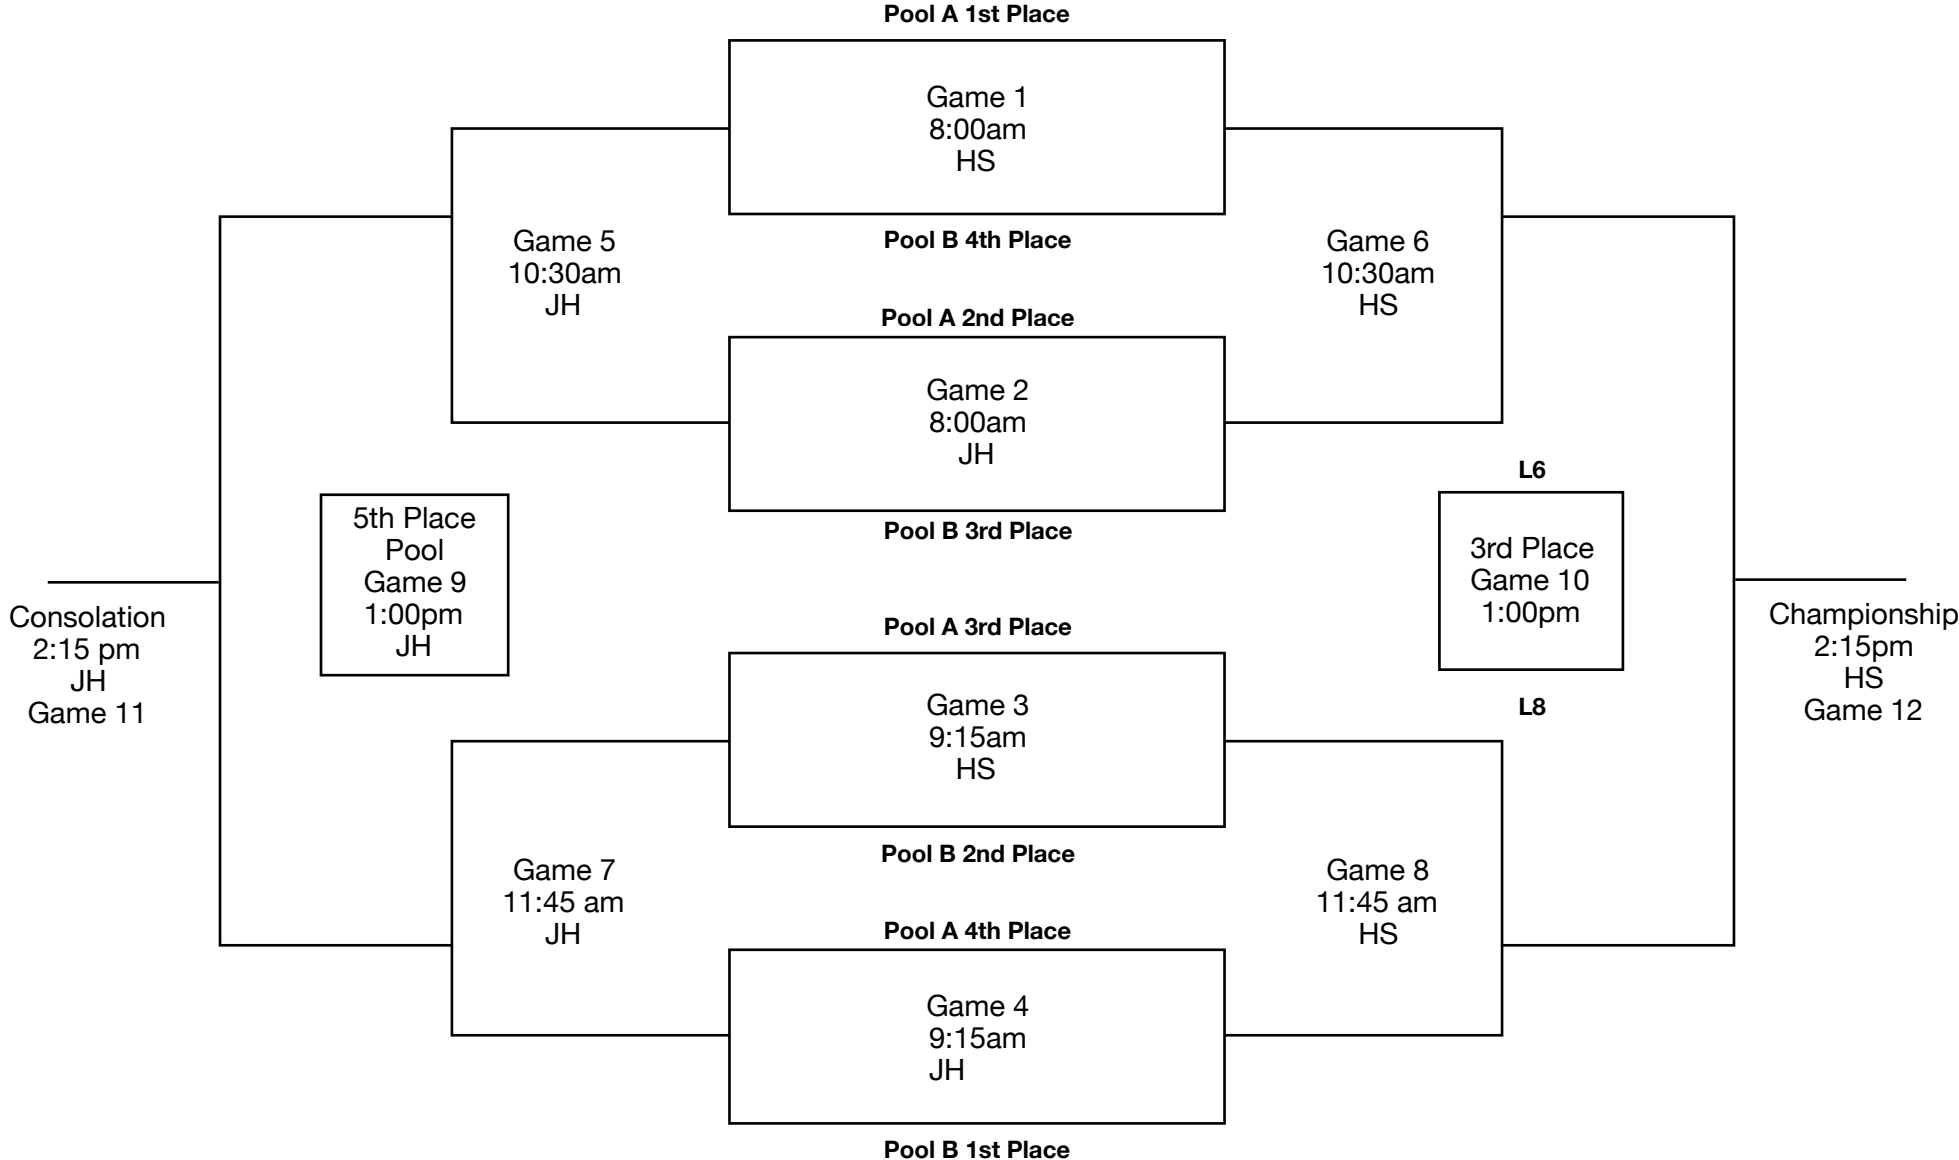 Pool A 1st Place
Game 1
8:00am
HS
Pool B 4th Place
Game 5
10:30am
JH
Game 6
10:30am
HS
Pool A 2nd Place
Game 2
8:00am
JH
Pool B 3rd Place
5th Place
Pool
Game 9
1:00pm
JH
L6
3rd Place
Game 10
1:00pm
L8
Consolation
2:15 pm
JH
Game 11
Championship
2:15pm
HS
Game 12
Pool A 3rd Place
Game 3
9:15am
HS
Pool B 2nd Place
Game 7
11:45 am
JH
Game 8
11:45 am
HS
Pool A 4th Place
Game 4
9:15am
JH
Pool B 1st Place